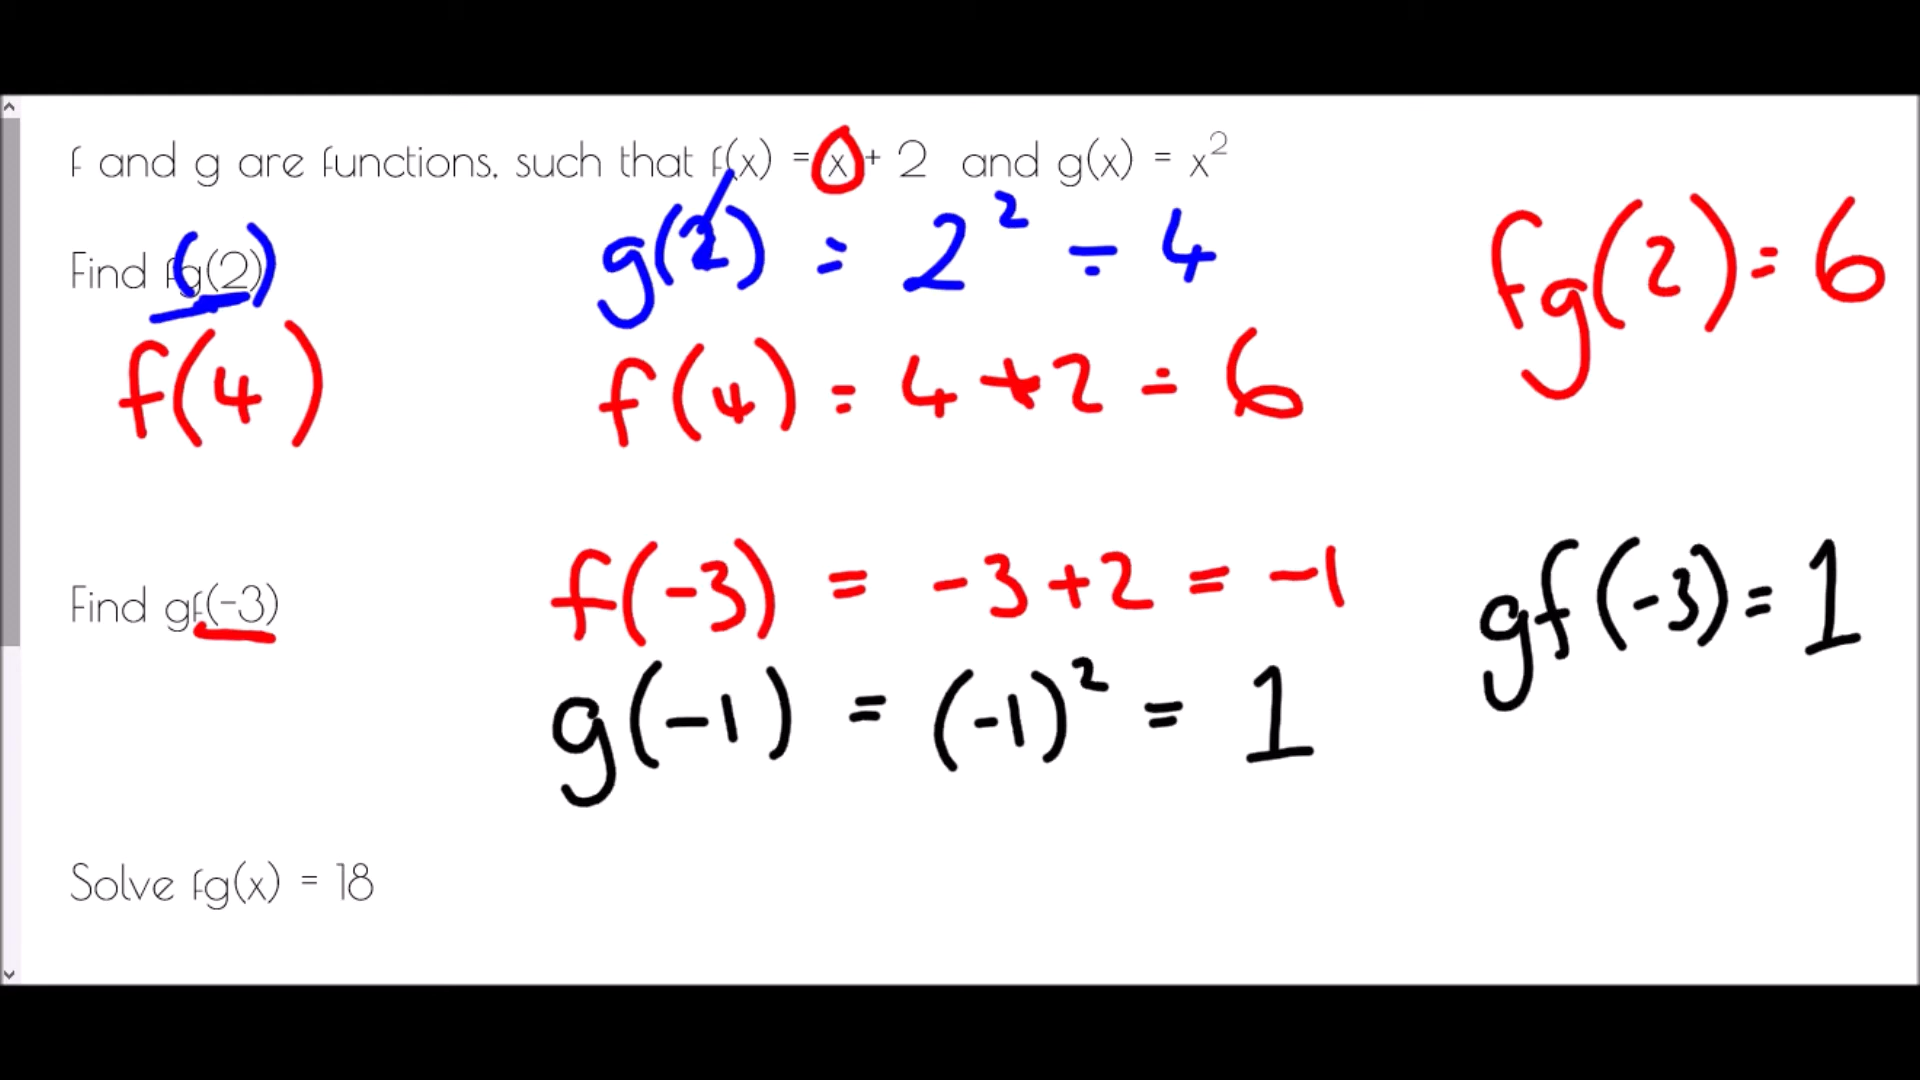 f and g are functions, such that f(x) = x + 2 and g(x) = x²
Find fg(2)
( )
g(2) = 2² = 4
fg(2) = 6
f(4)
f(4) = 4 + 2 = 6
Find gf(-3)
f(-3) = -3 + 2 = -1
gf(-3) = 1
g(-1) = (-1)² = 1
Solve fg(x) = 18